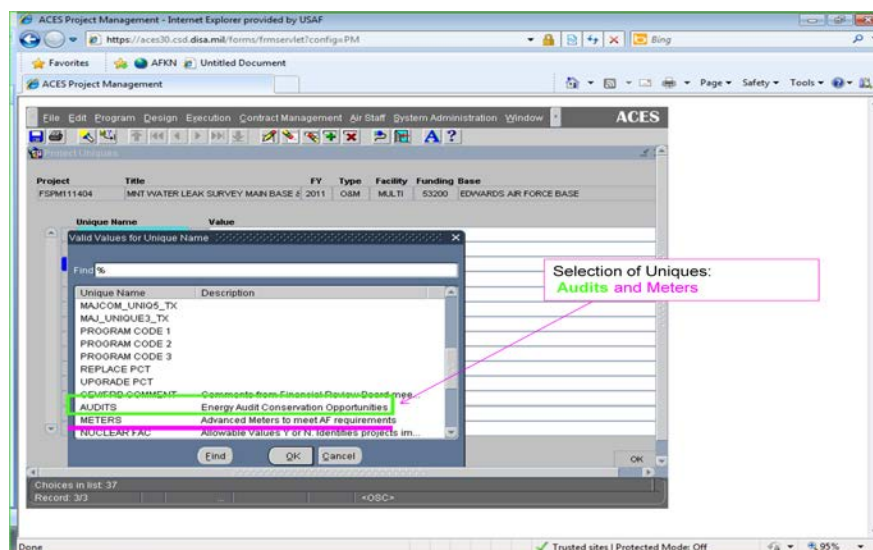 ACES Project Management - Internet Explorer provided by USAF
https://aces30.csd.disa.mil/forms/frmservlet?config=PM
Bing
Favorites AFKN Untitled Document
ACES Project Management
Page Safety Tools
File Edit Program Design Execution Contract Management Air Staff System Administration Window ACES
Project Uniques
Project Title FY Type Facility Funding Base
FSPM111404 MNT WATER LEAK SURVEY MAIN BASE & 2011 O&M MULTI 53200 EDWARDS AIR FORCE BASE
Unique Name Value
Valid Values for Unique Name
Find %
Selection of Uniques:
Audits and Meters
Unique Name Description
MAJCOM_UNIQ5_TX
MAJ_UNIQUE3_TX
PROGRAM CODE 1
PROGRAM CODE 2
PROGRAM CODE 3
REPLACE PCT
UPGRADE PCT
Comments from Financial Review Board mee...
AUDITS Energy Audit Conservation Opportunities
METERS Advanced Meters to meet AF requirements
NUCLEAR FAC Allowable Values Y or N. Identifies projects im...
Find OK Cancel
OK
Choices in list: 37
Record: 3/3 ... <OSC>
Done Trusted sites | Protected Mode: Off 95%